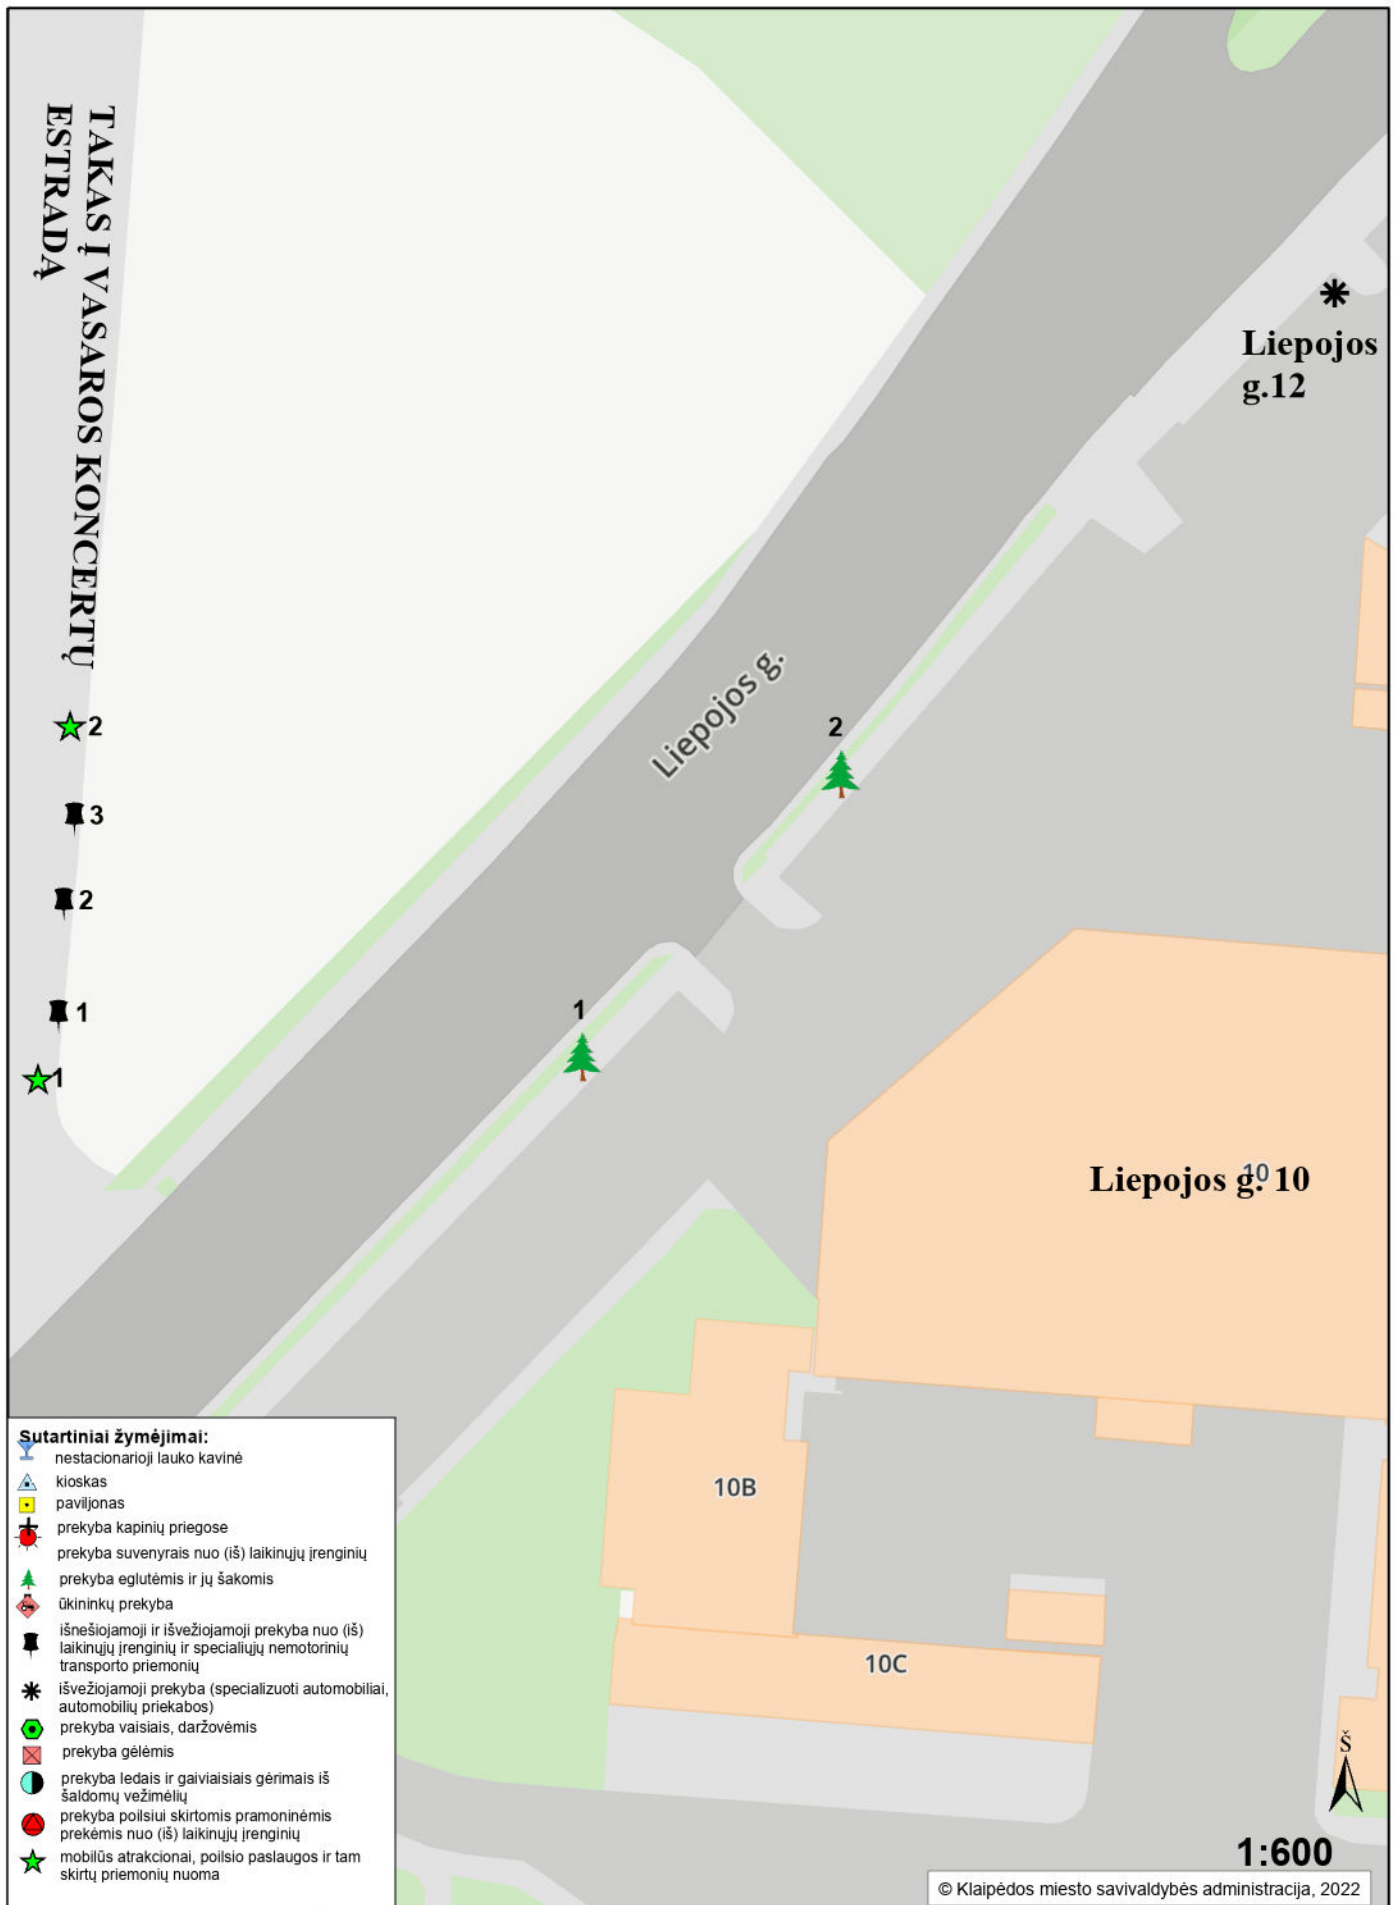 TAKAS Į VASAROS KONCERTŲ
ESTRADĄ
Liepojos
g.12
Liepojos g.
2
2
3
2
1
1
1
Liepojos g. 10
10
10B
10C
Sutartiniai žymėjimai:
nestacionarioji lauko kavinė
kioskas
paviljonas
prekyba kapinių priegose
prekyba suvenyrais nuo (iš) laikinųjų įrenginių
prekyba eglutėmis ir jų šakomis
ūkininkų prekyba
išnešiojamoji ir išvežiojamoji prekyba nuo (iš)
laikinųjų įrenginių ir specialiųjų nemotorinių
transporto priemonių
išvežiojamoji prekyba (specializuoti automobiliai,
automobilių priekabos)
prekyba vaisiais, daržovėmis
prekyba gėlėmis
prekyba ledais ir gaiviaisiais gėrimais iš
šaldomų vežimėlių
prekyba poilsiui skirtomis pramoninėmis
prekėmis nuo (iš) laikinųjų įrenginių
mobilūs atrakcionai, poilsio paslaugos ir tam
skirtų priemonių nuoma
Š
1:600
© Klaipėdos miesto savivaldybės administracija, 2022